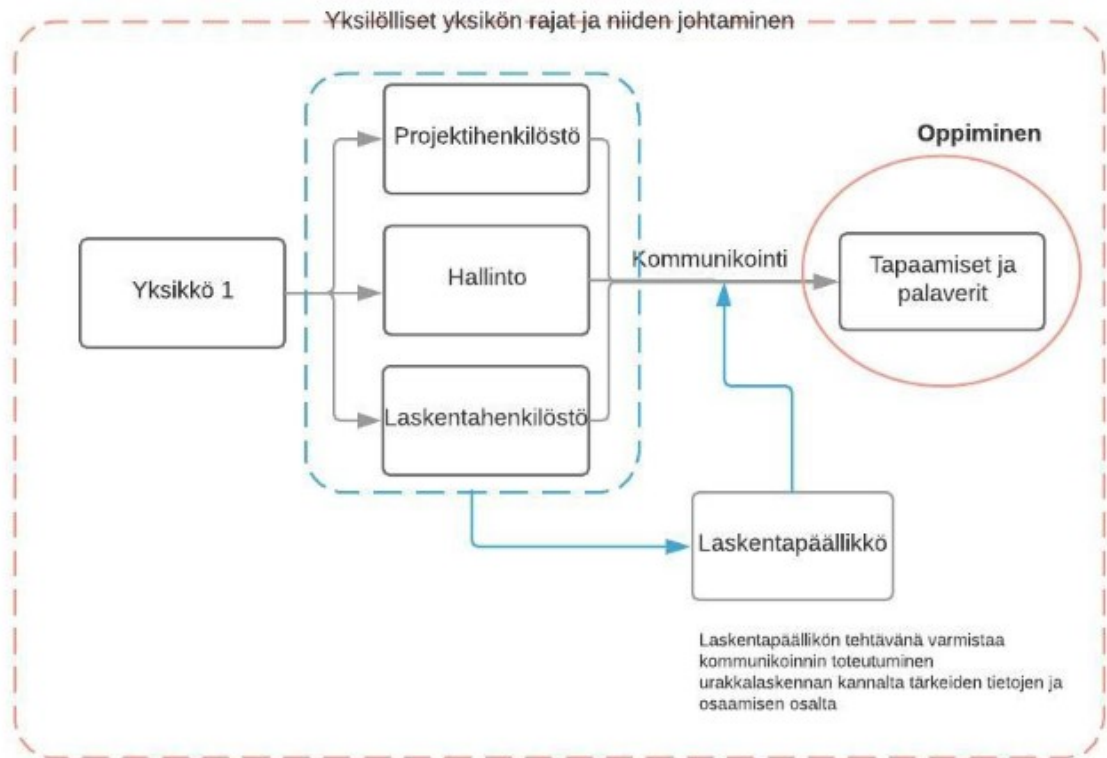 Yksilölliset yksikön rajat ja niiden johtaminen
Projektihenkilöstö
Oppiminen
Yksikkö 1
Hallinto
Kommunikointi
Tapaamiset ja
palaverit
Laskentahenkilöstö
Laskentapäällikkö
Laskentapäällikön tehtävänä varmistaa
kommunikoinnin toteutuminen
urakkalaskennan kannalta tärkeiden tietojen ja
osaamisen osalta